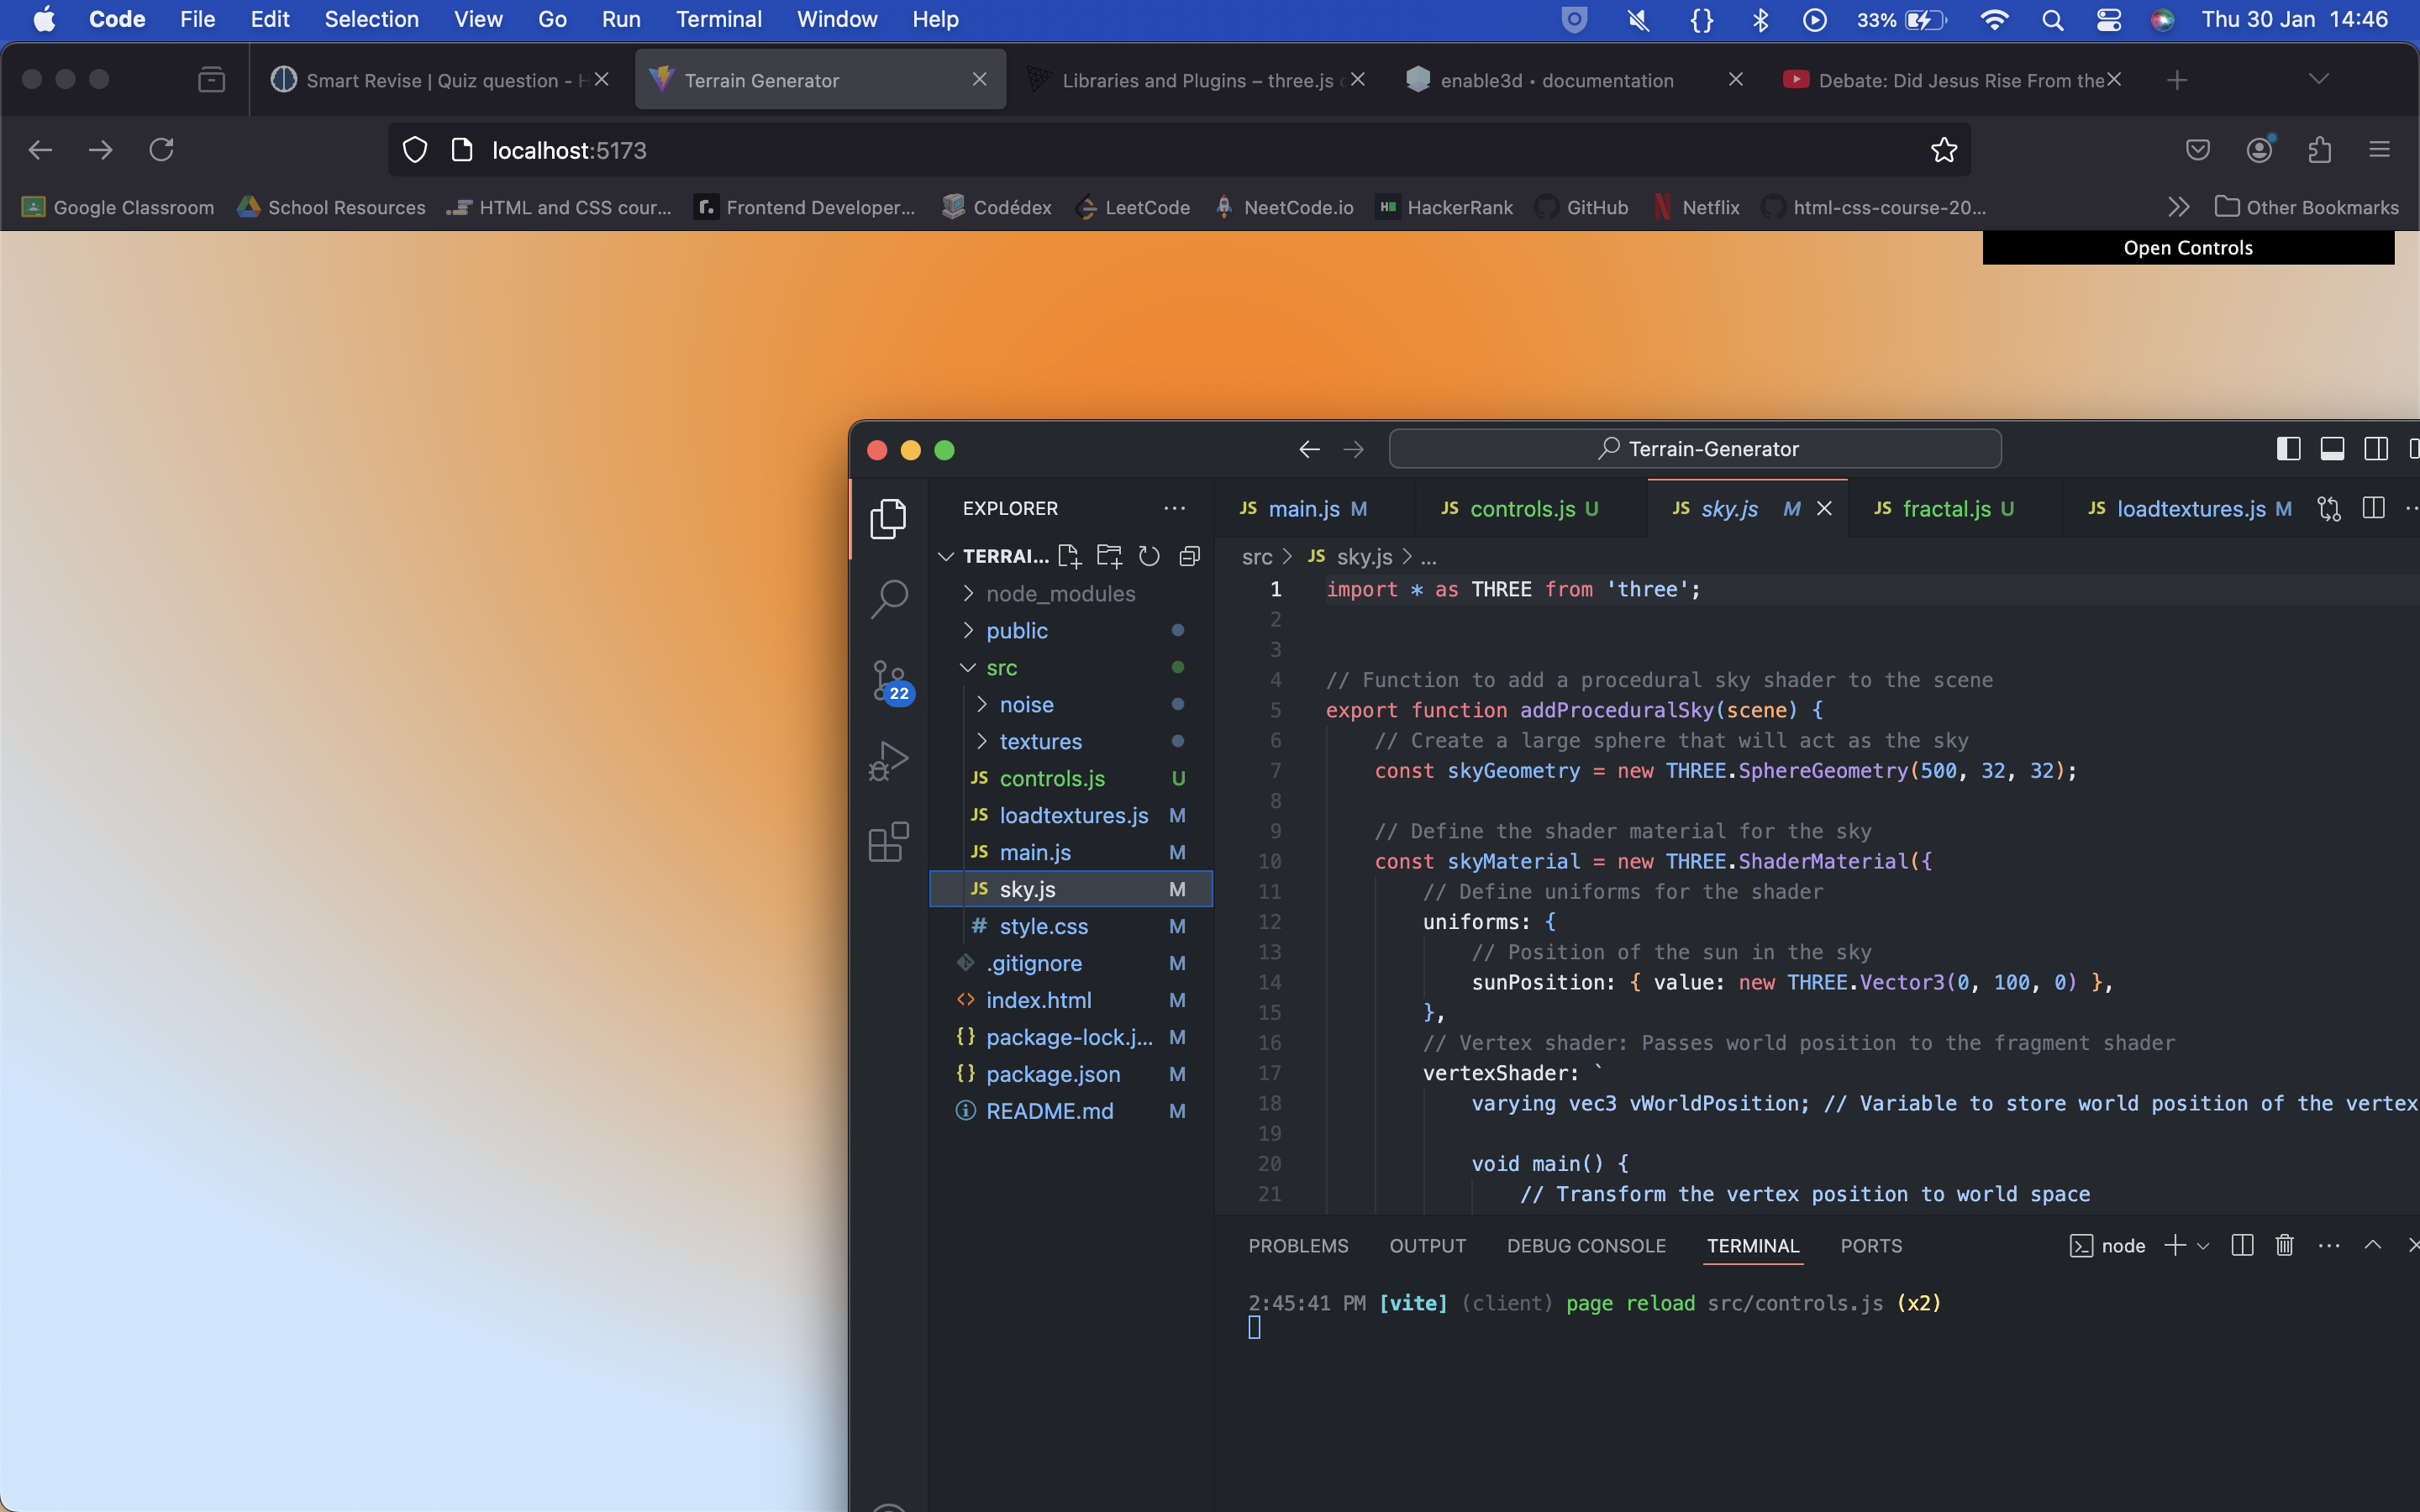 Code File Edit Selection View Go Run Terminal Window Help 33% Thu 30 Jan 14:46
Smart Revise | Quiz question - H Terrain Generator Libraries and Plugins – three.js enable3d • documentation Debate: Did Jesus Rise From the
localhost:5173
Google Classroom School Resources HTML and CSS cour... Frontend Developer... Codédex LeetCode NeetCode.io HackerRank GitHub Netflix html-css-course-20... Other Bookmarks
Open Controls
Terrain-Generator
EXPLORER
TERRAI...
node_modules
public
src
noise
textures
JS controls.js U
JS loadtextures.js M
JS main.js M
JS sky.js M
# style.css M
.gitignore M
<> index.html M
{} package-lock.j... M
{} package.json M
README.md M
22
JS main.js M JS controls.js U JS sky.js M JS fractal.js U JS loadtextures.js M
src > JS sky.js > ...
1 import * as THREE from 'three';
2
3
4 // Function to add a procedural sky shader to the scene
5 export function addProceduralSky(scene) {
6 // Create a large sphere that will act as the sky
7 const skyGeometry = new THREE.SphereGeometry(500, 32, 32);
8
9 // Define the shader material for the sky
10 const skyMaterial = new THREE.ShaderMaterial({
11 // Define uniforms for the shader
12 uniforms: {
13 // Position of the sun in the sky
14 sunPosition: { value: new THREE.Vector3(0, 100, 0) },
15 },
16 // Vertex shader: Passes world position to the fragment shader
17 vertexShader: `
18 varying vec3 vWorldPosition; // Variable to store world position of the vertex
19
20 void main() {
21 // Transform the vertex position to world space
PROBLEMS OUTPUT DEBUG CONSOLE TERMINAL PORTS node
2:45:41 PM [vite] (client) page reload src/controls.js (x2)